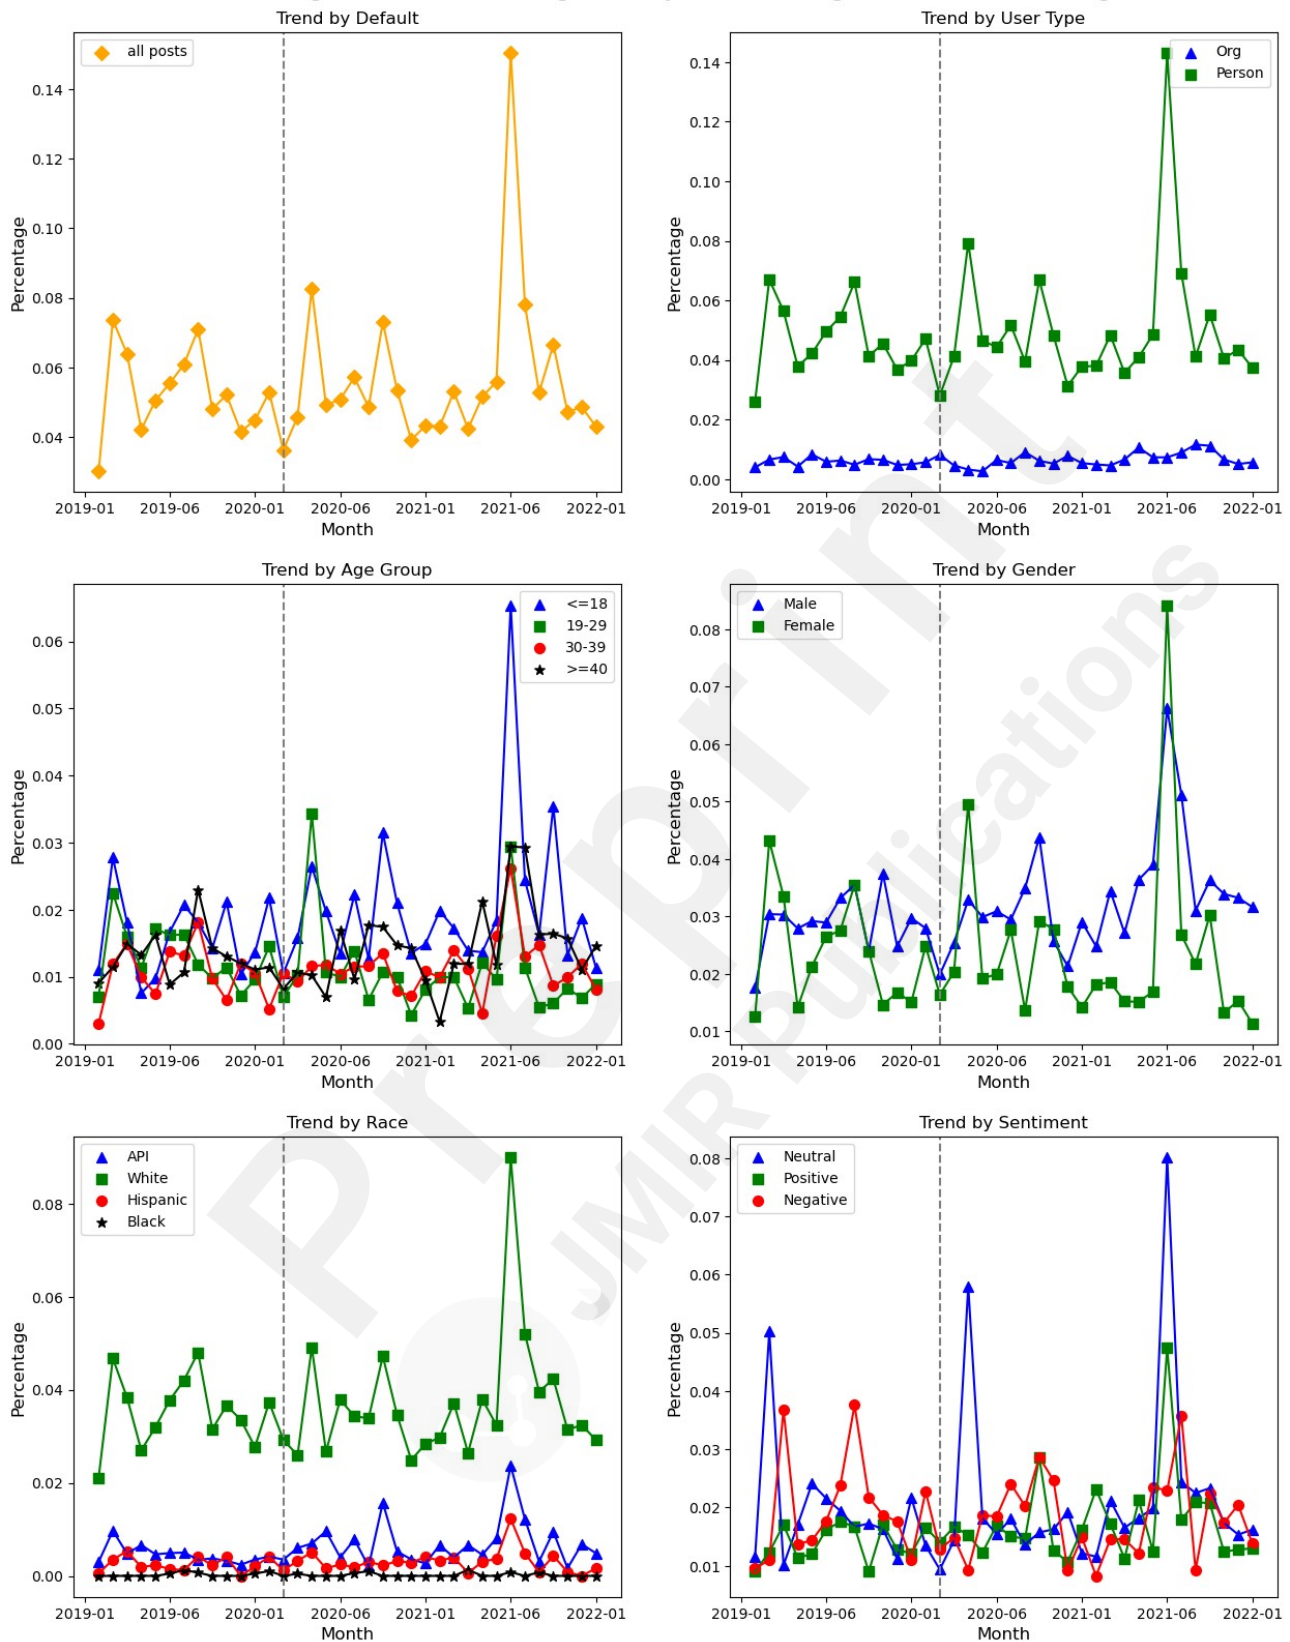 Trend by Default
all posts
0.14
0.12
0.10
0.08
0.06
0.04
Percentage
2019-01 2019-06 2020-01 2020-06 2021-01 2021-06 2022-01
Month
Trend by User Type
Org
Person
0.14
0.12
0.10
0.08
0.06
0.04
0.02
0.00
Percentage
2019-01 2019-06 2020-01 2020-06 2021-01 2021-06 2022-01
Month
Trend by Age Group
<=18
19-29
30-39
>=40
0.06
0.05
0.04
0.03
0.02
0.01
0.00
Percentage
2019-01 2019-06 2020-01 2020-06 2021-01 2021-06 2022-01
Month
Trend by Gender
Male
Female
0.08
0.07
0.06
0.05
0.04
0.03
0.02
0.01
Percentage
2019-01 2019-06 2020-01 2020-06 2021-01 2021-06 2022-01
Month
Trend by Race
API
White
Hispanic
Black
0.08
0.06
0.04
0.02
0.00
Percentage
2019-01 2019-06 2020-01 2020-06 2021-01 2021-06 2022-01
Month
Trend by Sentiment
Neutral
Positive
Negative
0.08
0.07
0.06
0.05
0.04
0.03
0.02
0.01
Percentage
2019-01 2019-06 2020-01 2020-06 2021-01 2021-06 2022-01
Month
Preprint
JMIR Publications